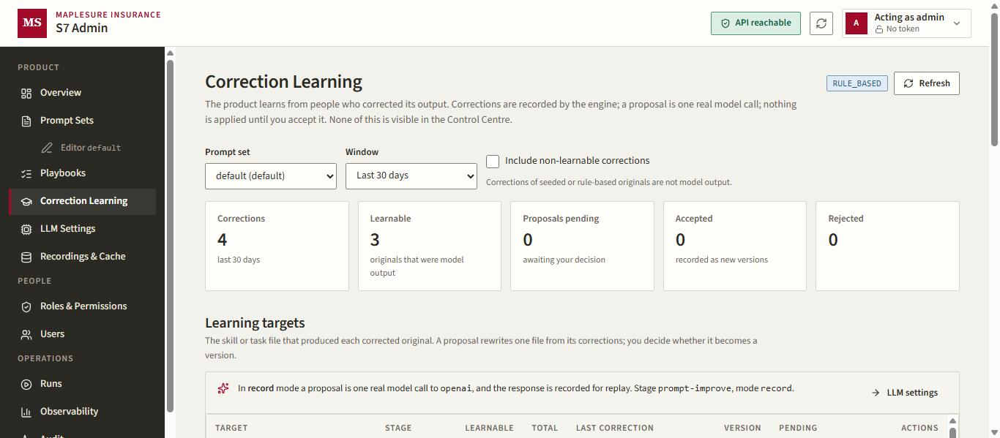 MS
MAPLESURE INSURANCE
S7 Admin
API reachable
A
Acting as admin
No token
PRODUCT
Overview
Prompt Sets
Editor default
Playbooks
Correction Learning
LLM Settings
Recordings & Cache
PEOPLE
Roles & Permissions
Users
OPERATIONS
Runs
Observability
Audit
Correction Learning
The product learns from people who corrected its output. Corrections are recorded by the engine; a proposal is one real model call; nothing
is applied until you accept it. None of this is visible in the Control Centre.
RULE_BASED
Refresh
Prompt set
default (default)
Window
Last 30 days
Include non-learnable corrections
Corrections of seeded or rule-based originals are not model output.
Corrections
4
last 30 days
Learnable
3
originals that were model
output
Proposals pending
0
awaiting your decision
Accepted
0
recorded as new versions
Rejected
0
Learning targets
The skill or task file that produced each corrected original. A proposal rewrites one file from its corrections; you decide whether it becomes a
version.
In record mode a proposal is one real model call to openai, and the response is recorded for replay. Stage prompt-improve, mode record.
LLM settings
TARGET STAGE LEARNABLE TOTAL LAST CORRECTION VERSION PENDING ACTIONS